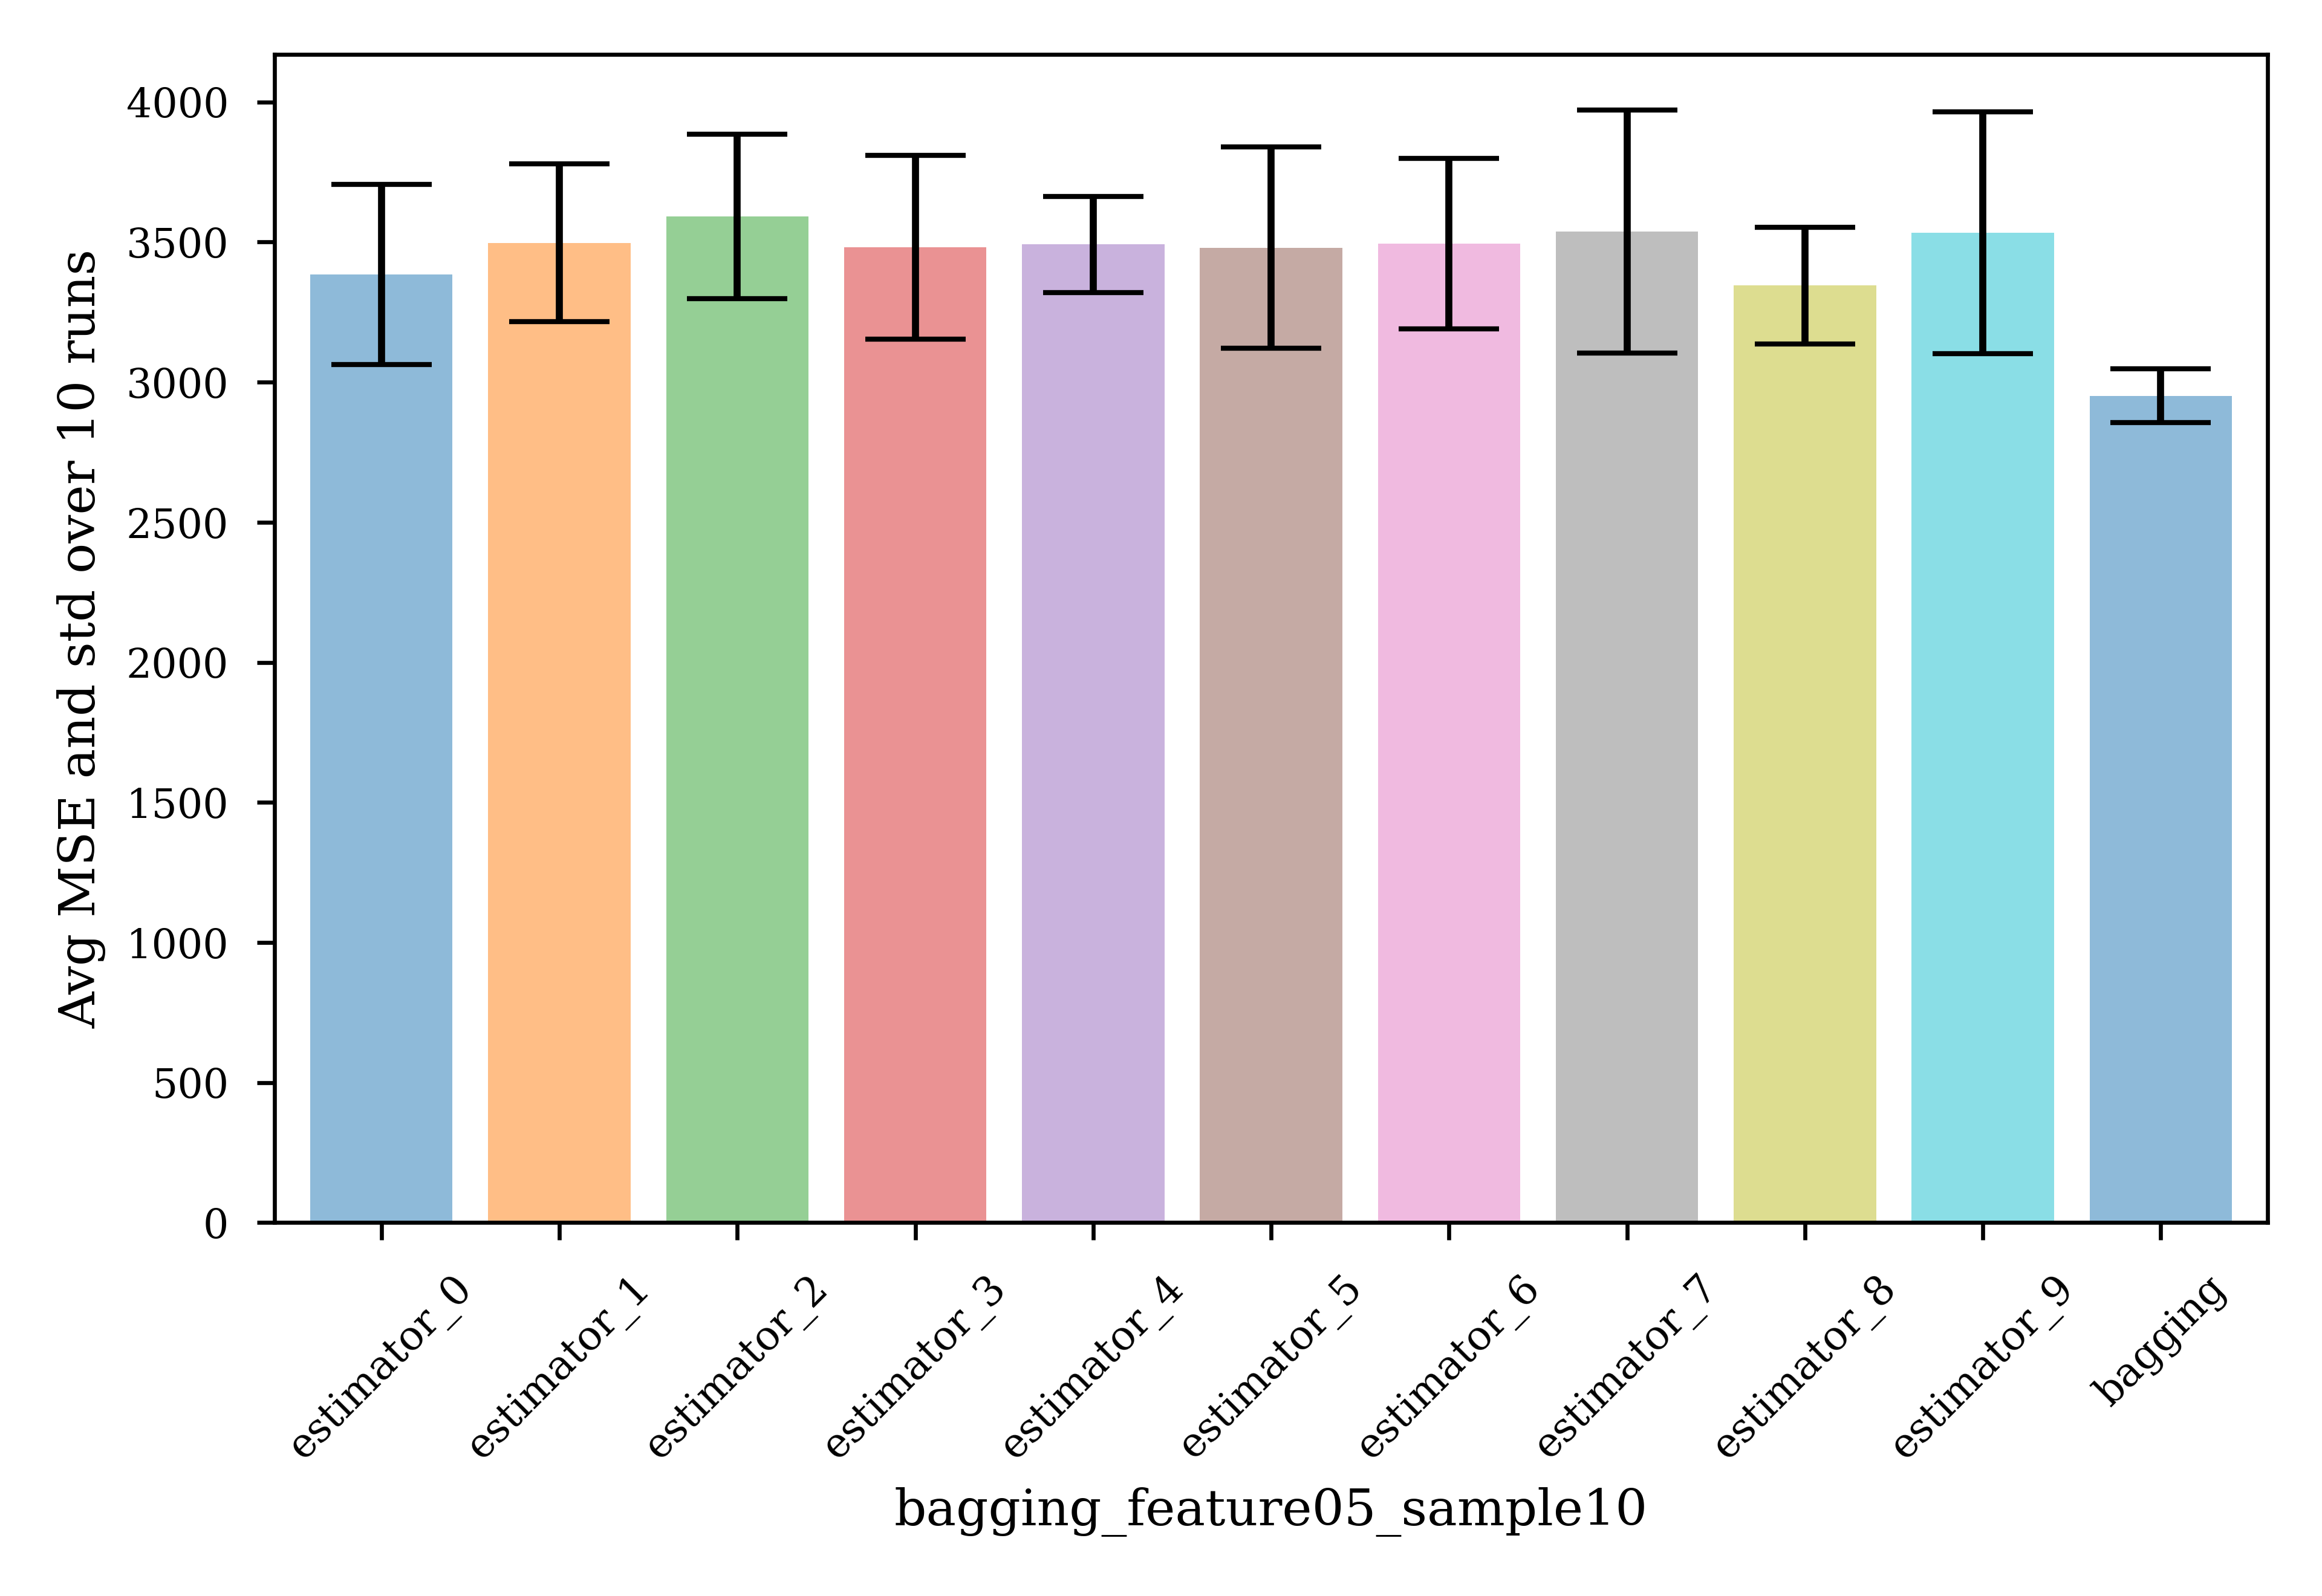 Avg MSE and std over 10 runs
4000
3500
3000
2500
2000
1500
1000
500
0
estimator_0
estimator_1
estimator_2
estimator_3
estimator_4
estimator_5
estimator_6
estimator_7
estimator_8
estimator_9
bagging
bagging_feature05_sample10